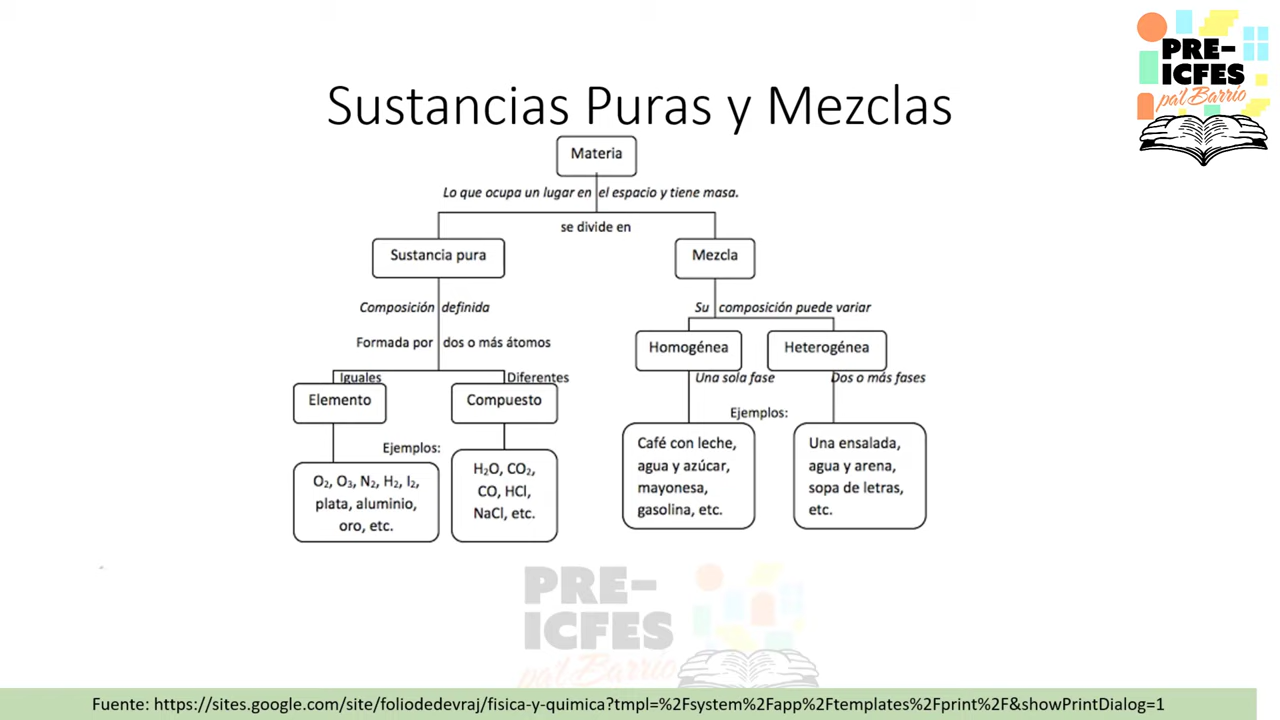 PRE-
ICFES
pa'l Barrio
Sustancias Puras y Mezclas
Materia
Lo que ocupa un lugar en el espacio y tiene masa.
se divide en
Sustancia pura
Mezcla
Composición definida
Su composición puede variar
Formada por dos o más átomos
Homogénea
Heterogénea
Iguales
Diferentes
Una sola fase
Dos o más fases
Elemento
Compuesto
Ejemplos:
Ejemplos:
O₂, O₃, N₂, H₂, I₂,
plata, aluminio,
oro, etc.
H₂O, CO₂,
CO, HCl,
NaCl, etc.
Café con leche,
agua y azúcar,
mayonesa,
gasolina, etc.
Una ensalada,
agua y arena,
sopa de letras,
etc.
PRE-
ICFES
pa'l Barrio
Fuente: https://sites.google.com/site/foliodedevraj/fisica-y-quimica?tmpl=%2Fsystem%2Fapp%2Ftemplates%2Fprint%2F&showPrintDialog=1